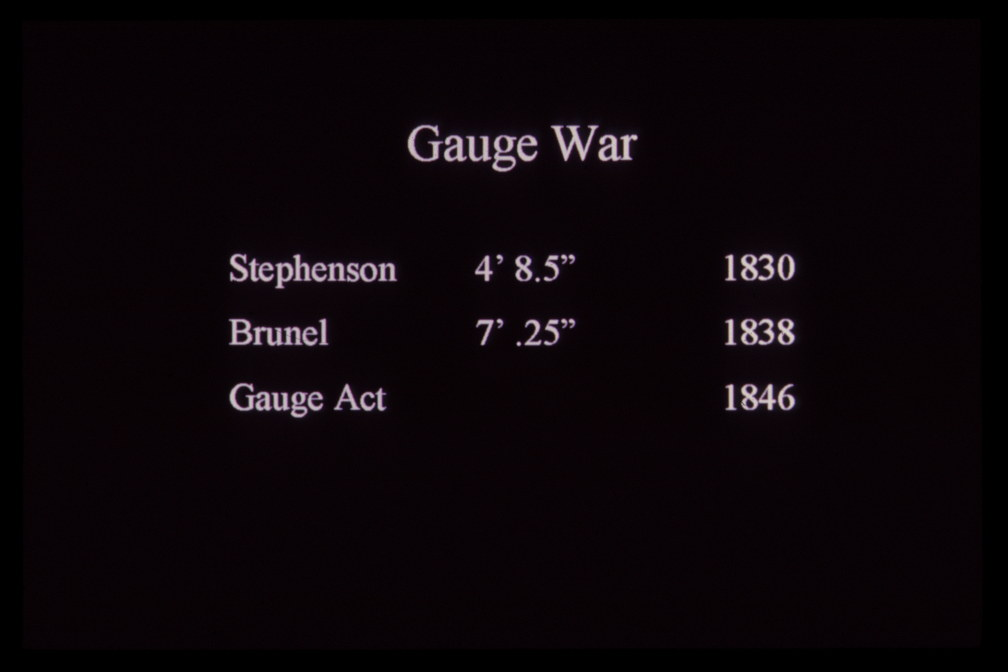 Gauge War
Stephenson 4’ 8.5” 1830
Brunel 7’ .25” 1838
Gauge Act 1846